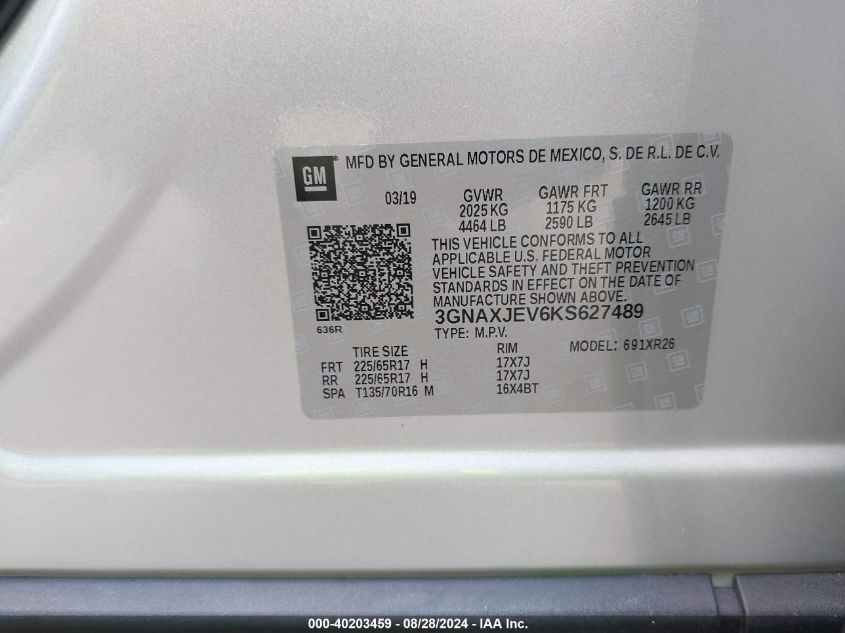 GM® MFD BY GENERAL MOTORS DE MEXICO, S. DE R.L. DE C.V.
03/19 GVWR GAWR FRT GAWR RR
2025 KG 1175 KG 1200 KG
4464 LB 2590 LB 2645 LB
THIS VEHICLE CONFORMS TO ALL
APPLICABLE U.S. FEDERAL MOTOR
VEHICLE SAFETY AND THEFT PREVENTION
STANDARDS IN EFFECT ON THE DATE OF
MANUFACTURE SHOWN ABOVE.
3GNAXJEV6KS627489
636R
TYPE: M.P.V. MODEL: 691XR26
TIRE SIZE RIM
FRT 225/65R17 H 17X7J
RR 225/65R17 H 17X7J
SPA T135/70R16 M 16X4BT
000-40203459 - 08/28/2024 - IAA Inc.